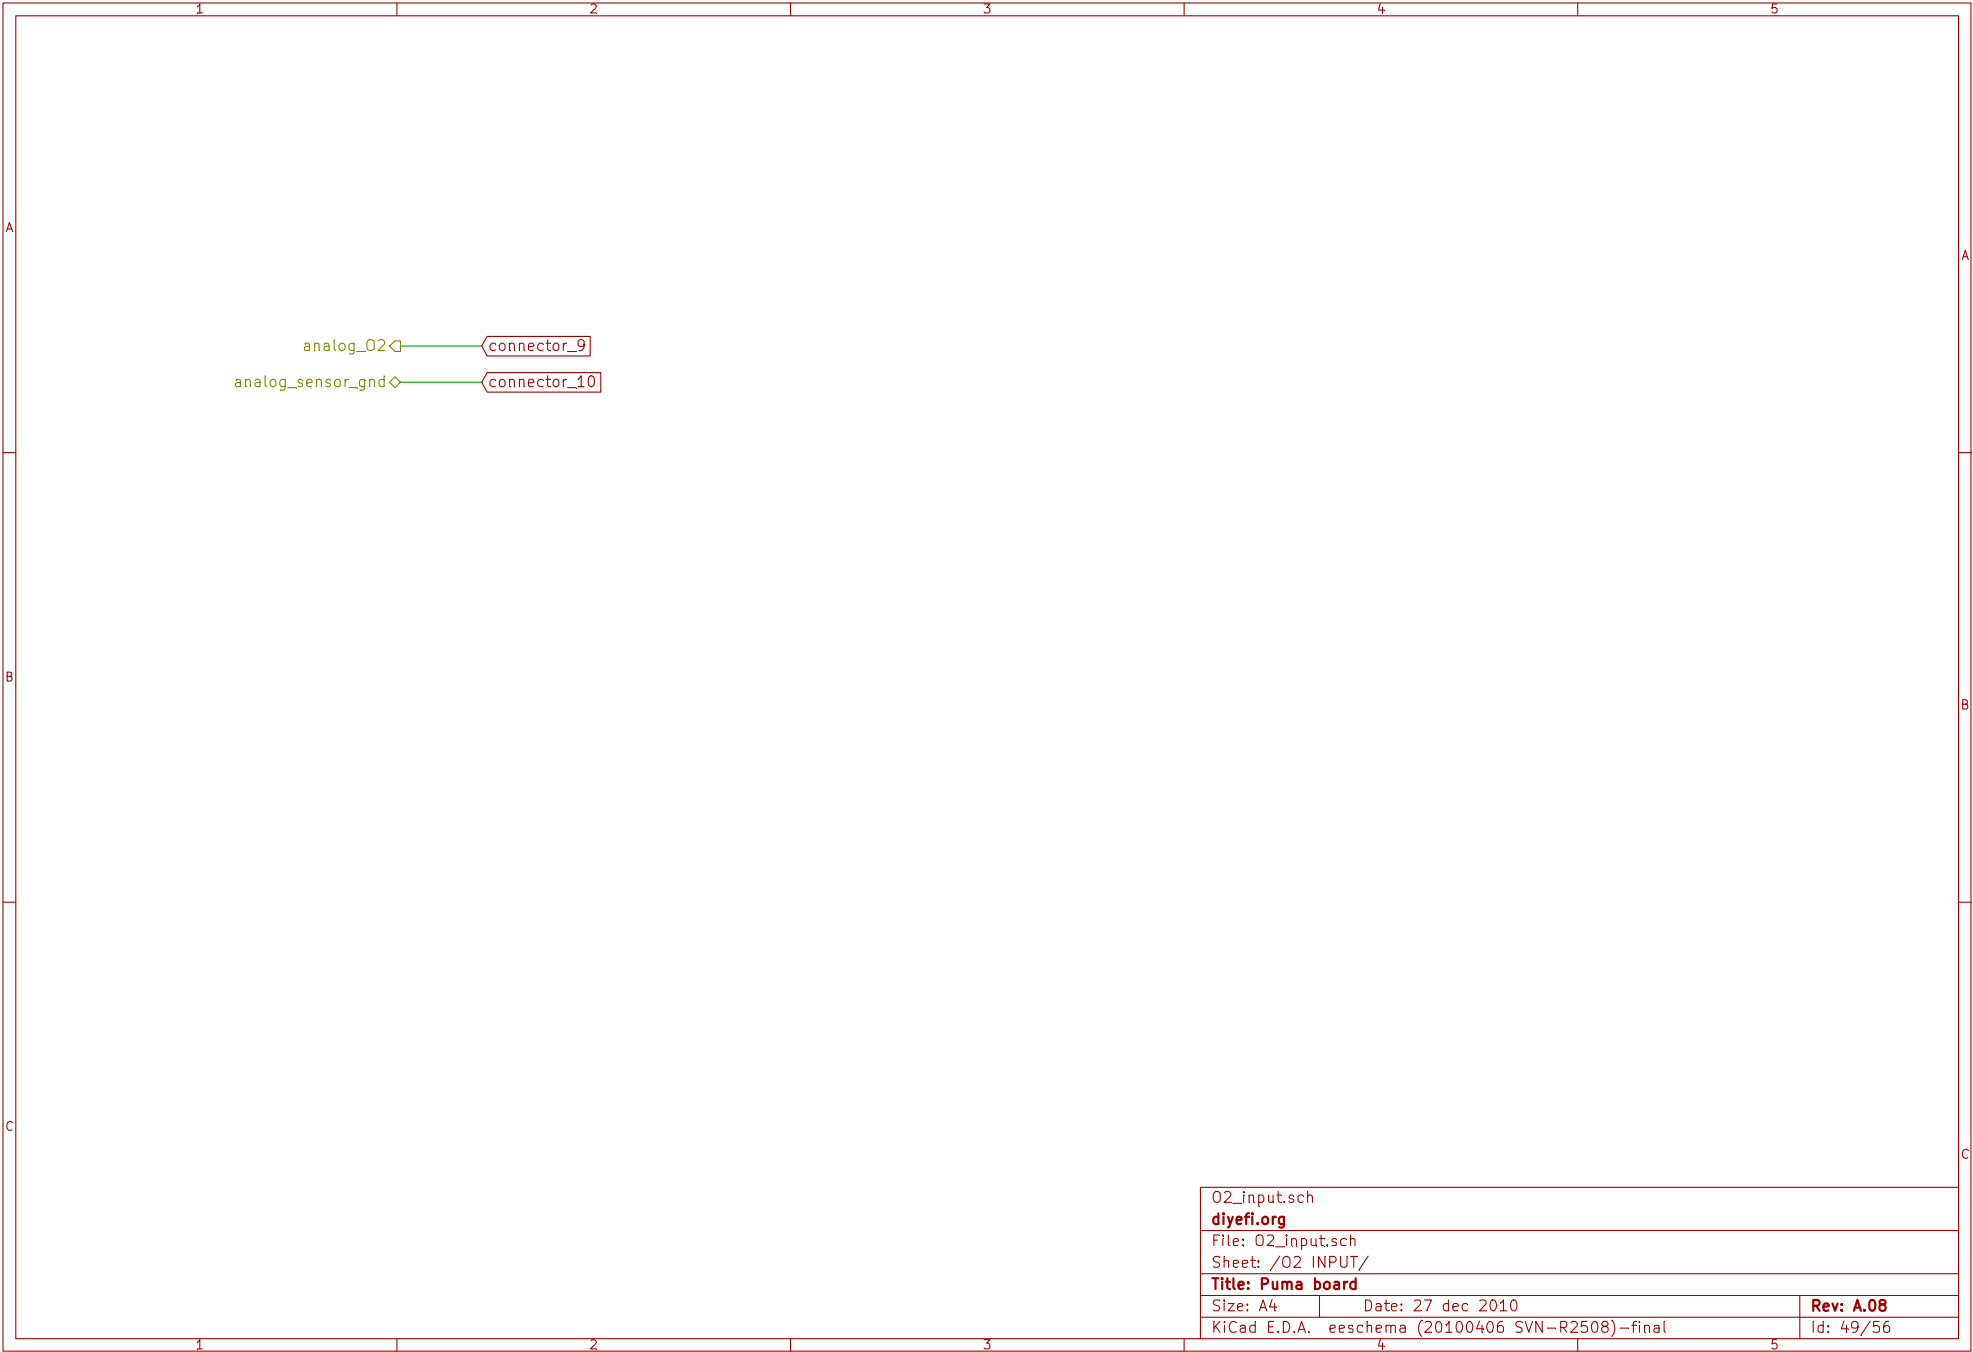 1 2 3 4 5
A A
analog_O2 connector_9
analog_sensor_gnd connector_10
B B
C C
O2_input.sch
diyefi.org
File: O2_input.sch
Sheet: /O2 INPUT/
Title: Puma board
Size: A4 Date: 27 dec 2010 Rev: A.08
KiCad E.D.A. eeschema (20100406 SVN-R2508)-final Id: 49/56
1 2 3 4 5